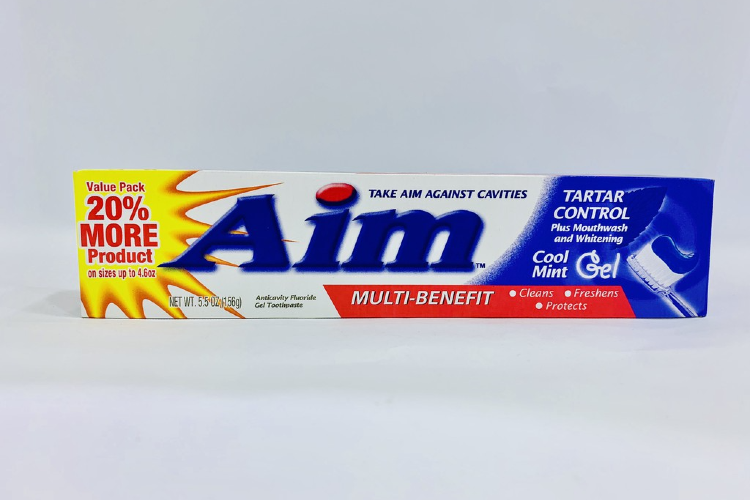 Value Pack
20%
MORE
Product
on sizes up to 4.6oz
TAKE AIM AGAINST CAVITIES
Aim™
NET WT. 5.5 OZ (156g)
Anticavity Fluoride
Gel Toothpaste
MULTI-BENEFIT
• Cleans • Freshens
• Protects
TARTAR
CONTROL
Plus Mouthwash
and Whitening
Cool
Mint Gel